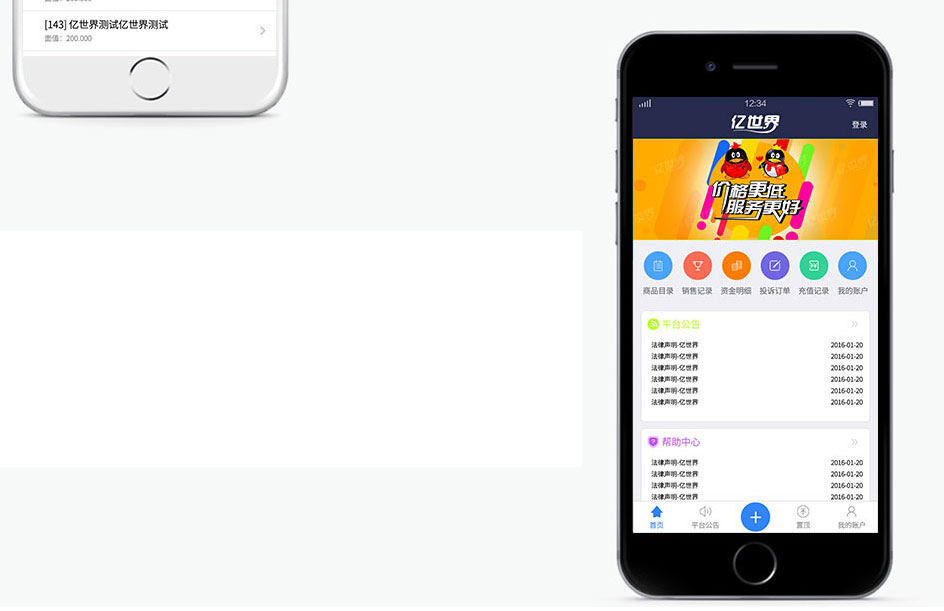 [143] 亿世界测试亿世界测试
面值：200.000
12:34
亿世界
登录
价格更低
服务更好
商品目录 销售记录 资金明细 投诉订单 充值记录 我的账户
平台公告
法律声明-亿世界 2016-01-20
法律声明-亿世界 2016-01-20
法律声明-亿世界 2016-01-20
法律声明-亿世界 2016-01-20
法律声明-亿世界 2016-01-20
法律声明-亿世界 2016-01-20
帮助中心
法律声明-亿世界 2016-01-20
法律声明-亿世界 2016-01-20
法律声明-亿世界 2016-01-20
法律声明-亿世界 2016-01-20
首页 平台公告 置顶 我的账户